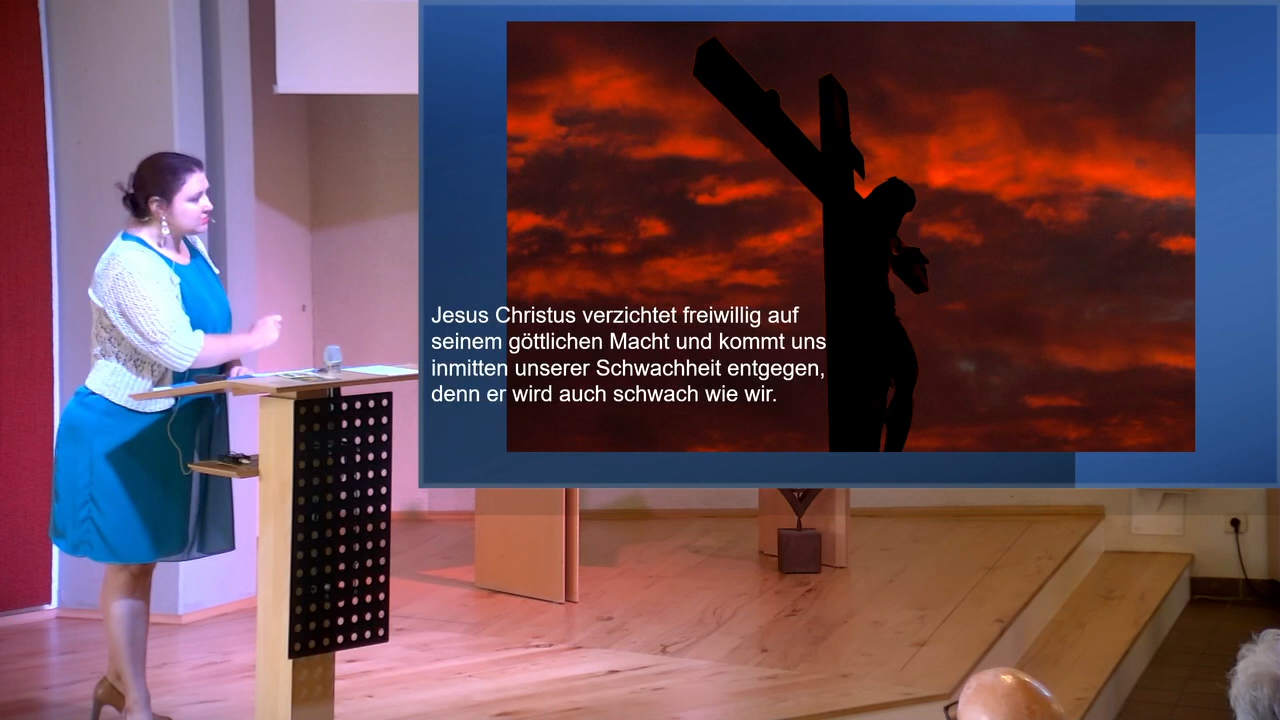 Jesus Christus verzichtet freiwillig auf
seinem göttlichen Macht und kommt uns
inmitten unserer Schwachheit entgegen,
denn er wird auch schwach wie wir.